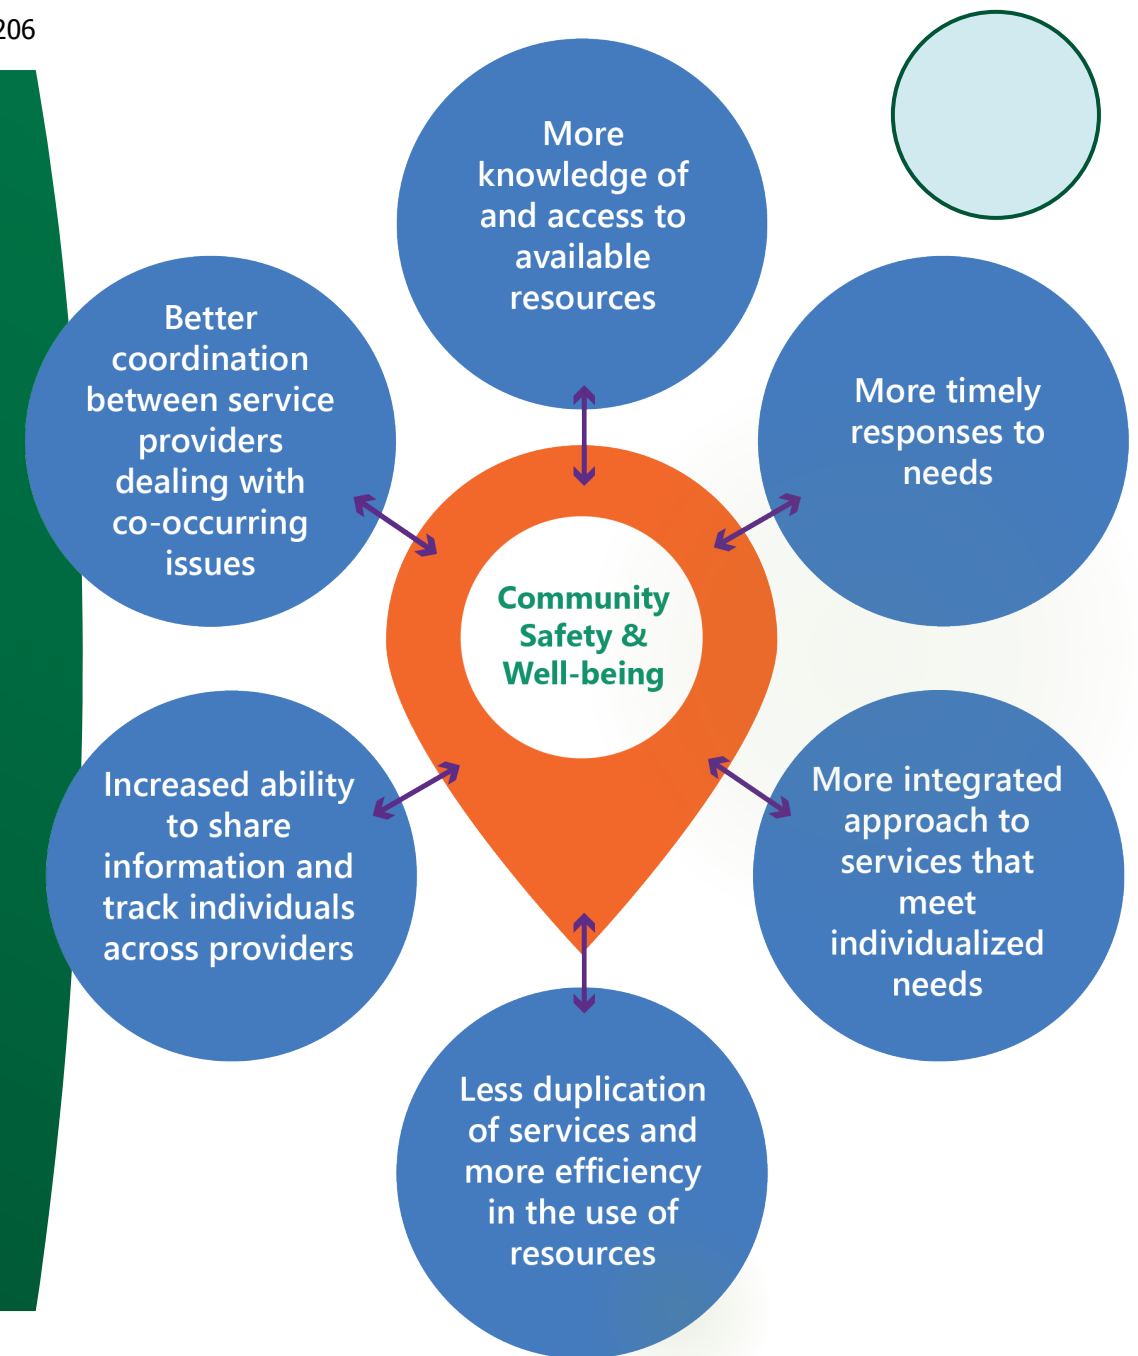 206
More
knowledge of
and access to
available
resources
Better
coordination
between service
providers
dealing with
co-occurring
issues
More timely
responses to
needs
Community
Safety &
Well-being
Increased ability
to share
information and
track individuals
across providers
More integrated
approach to
services that
meet
individualized
needs
Less duplication
of services and
more efficiency
in the use of
resources